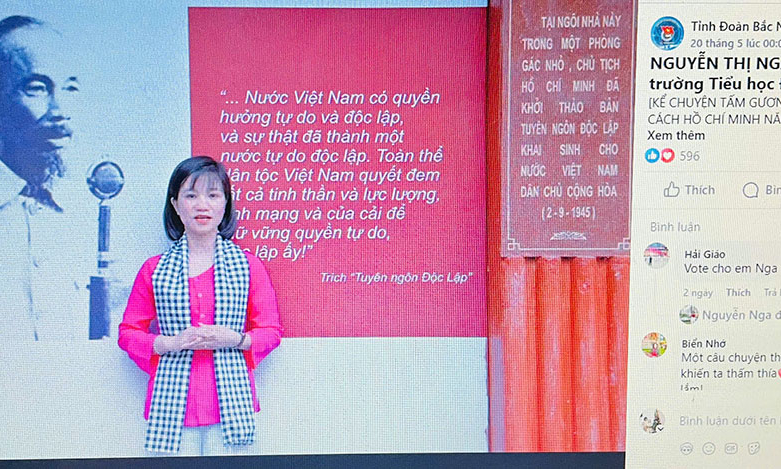 “... Nước Việt Nam có quyền
hưởng tự do và độc lập,
và sự thật đã thành một
nước tự do độc lập. Toàn thể
dân tộc Việt Nam quyết đem
tất cả tinh thần và lực lượng,
tính mạng và của cải để
giữ vững quyền tự do,
độc lập ấy!”
Trích “Tuyên ngôn Độc Lập”
TẠI NGÔI NHÀ NÀY
TRONG MỘT PHÒNG
GÁC NHỎ , CHỦ TỊCH
HỒ CHÍ MINH ĐÃ
KHỞI THẢO BẢN
TUYÊN NGÔN ĐỘC LẬP
KHAI SINH CHO
NƯỚC VIỆT NAM
DÂN CHỦ CỘNG HÒA
( 2-9-1945 )
Tỉnh Đoàn Bắc N
20 tháng 5 lúc 00:0
NGUYỄN THỊ NG
trường Tiểu học
[KỂ CHUYỆN TẤM GƯƠN
CÁCH HỒ CHÍ MINH NĂ
Xem thêm
596
Thích
Bìn
Bình luận
Hải Giáo
Vote cho em Nga
2 ngày Thích Trả l
Nguyễn Nga đ
Biển Nhớ
Một câu chuyện th
khiến ta thấm thía
lắm!
Bình luận dưới tên